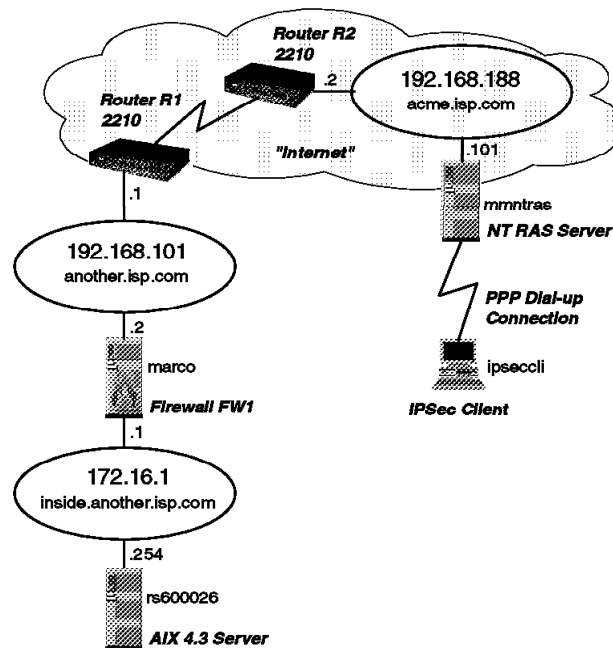 Router R2
2210
.2
192.168.188
acme.isp.com
Router R1
2210
"Internet"
.101
.1
mmntras
NT RAS Server
192.168.101
another.isp.com
PPP Dial-up
Connection
.2
marco
ipseccli
Firewall FW1
IPSec Client
.1
172.16.1
inside.another.isp.com
.254
rs600026
AIX 4.3 Server